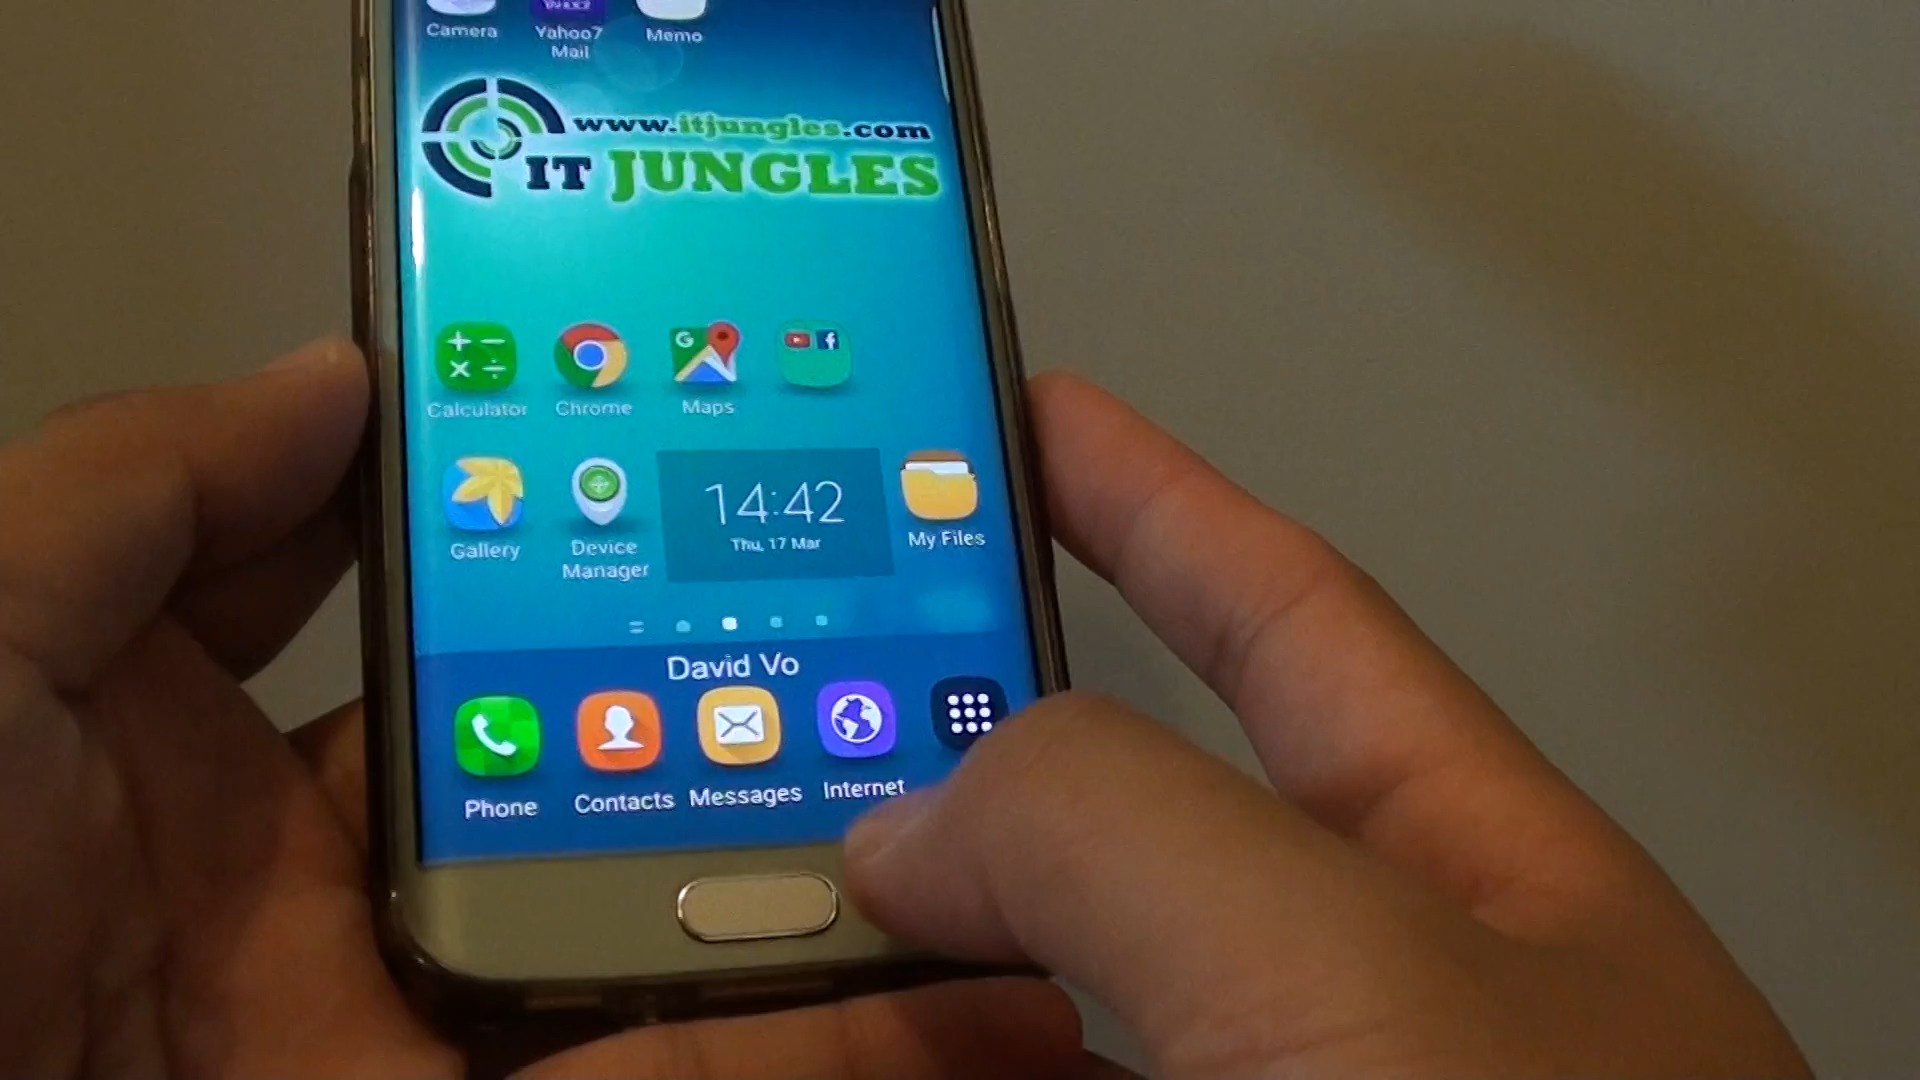 Camera
Yahoo7
Mail
Memo
www.itjungles.com
IT JUNGLES
Calculator
Chrome
G
Maps
f
Gallery
Device
Manager
14:42
Thu, 17 Mar
My Files
David Vo
Phone
Contacts
Messages
Internet